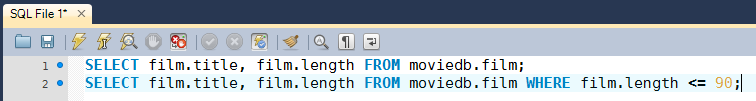 SQL File 1*
1 SELECT film.title, film.length FROM moviedb.film;
2 SELECT film.title, film.length FROM moviedb.film WHERE film.length <= 90;